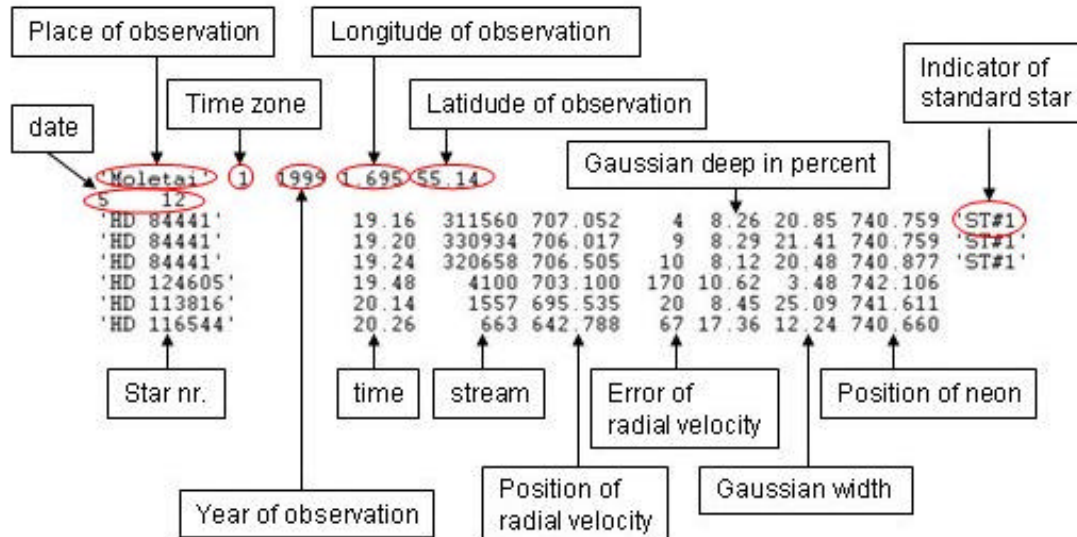 Place of observation
Longitude of observation
Indicator of
standard star
Time zone
Latidude of observation
date
Gaussian deep in percent
'Moletai' 1 1999 1.695 55.14
5 12
'HD 84441' 19.16 311560 707.052 4 8.26 20.85 740.759 'ST#1'
'HD 84441' 19.20 330934 706.017 9 8.29 21.41 740.759 'ST#1'
'HD 84441' 19.24 320658 706.505 10 8.12 20.48 740.877 'ST#1'
'HD 124605' 19.48 4100 703.100 170 10.62 3.48 742.106
'HD 113816' 20.14 1557 695.535 20 8.45 25.09 741.611
'HD 116544' 20.26 663 642.788 67 17.36 12.24 740.660
Star nr.
time
stream
Error of
radial velocity
Position of neon
Year of observation
Position of
radial velocity
Gaussian width